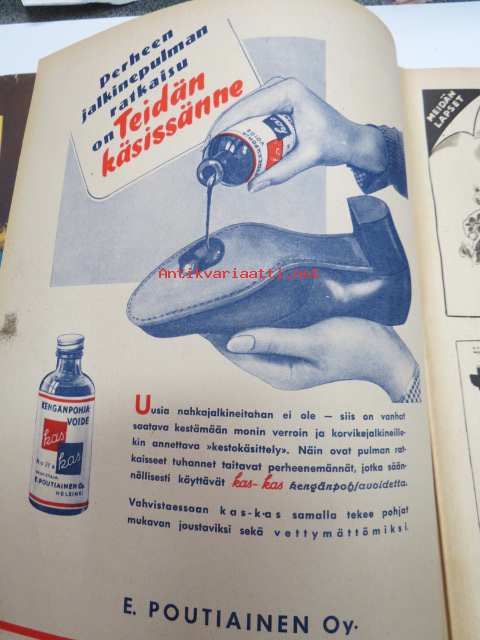 Perheen
jalkinepulman
ratkaisu
on Teidän
käsissänne
kas
VOIDE
MEIDÄN
LAPSET
Antikvariaatti.net
KENGÄNPOHJA-
VOIDE
kas
kas
E. POUTIAINEN Oy.
HELSINKI
Uusia nahkajalkineitahan ei ole — siis on vanhat
saatava kestämään monin verroin ja korvikejalkineille-
kin annettava »kestokäsittely». Näin ovat pulman rat-
kaisseet tuhannet taitavat perheenemännät, jotka sään-
nöllisesti käyttävät kas-kas kengänpohjavoidetta.
Vahvistaessaan kas-kas samalla tekee pohjat
mukavan joustaviksi sekä vettymättömiksi.
E. POUTIAINEN Oy.